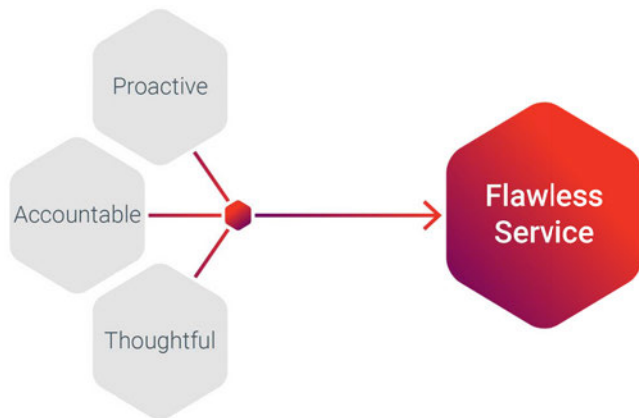 Proactive
Accountable
Thoughtful
Flawless
Service